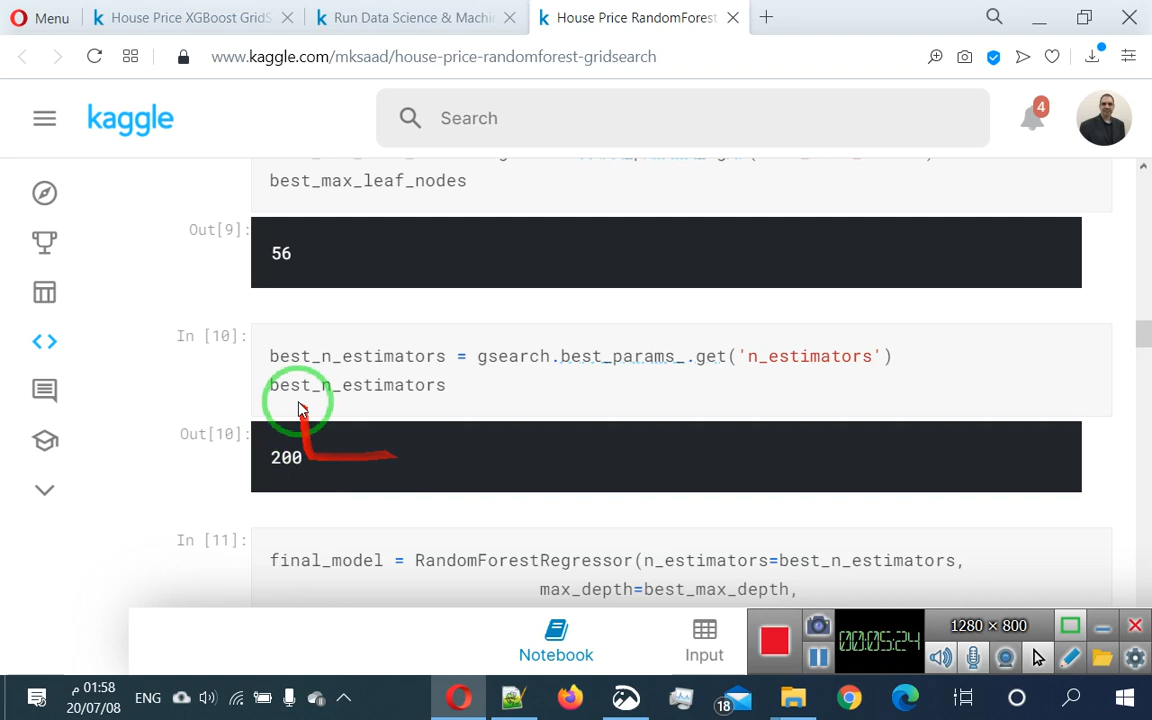 Menu
House Price XGBoost GridS
Run Data Science & Machi
House Price RandomForest
www.kaggle.com/mksaad/house-price-randomforest-gridsearch
kaggle
Search
4
best_max_leaf_nodes
Out[9]:
56
In [10]:
best_n_estimators = gsearch.best_params_.get('n_estimators')
best_n_estimators
Out[10]:
200
In [11]:
final_model = RandomForestRegressor(n_estimators=best_n_estimators,
max_depth=best_max_depth,
Notebook
Input
00:05:24
1280 × 800
01:58 م
20/07/08
ENG
18